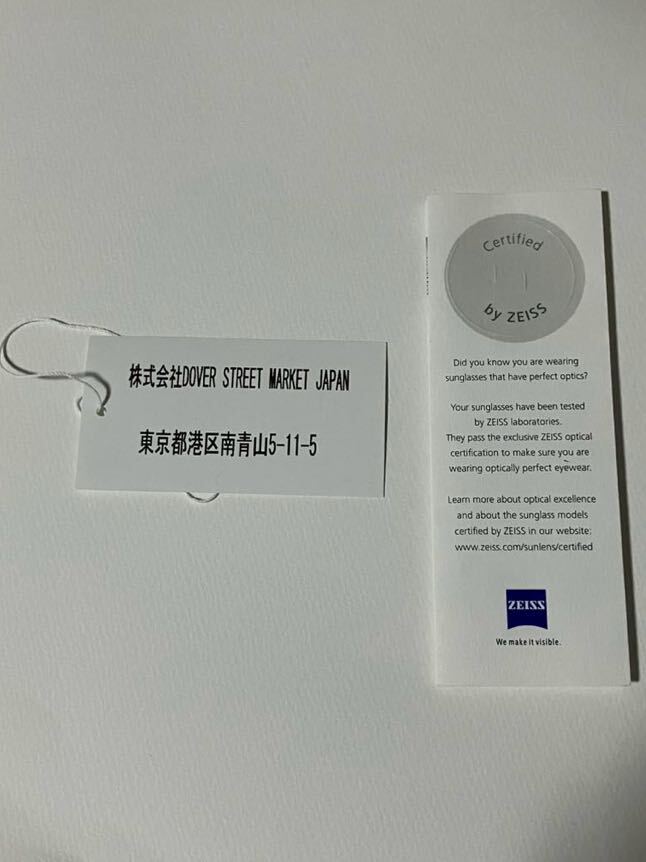 株式会社DOVER STREET MARKET JAPAN
東京都港区南青山5-11-5
Certified
by ZEISS
Did you know you are wearing
sunglasses that have perfect optics?
Your sunglasses have been tested
by ZEISS laboratories.
They pass the exclusive ZEISS optical
certification to make sure you are
wearing optically perfect eyewear.
Learn more about optical excellence
and about the sunglass models
certified by ZEISS in our website:
www.zeiss.com/sunlens/certified
ZEISS
We make it visible.